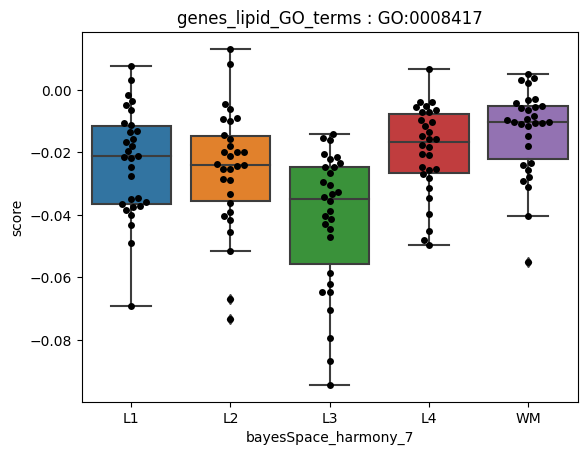 genes_lipid_GO_terms : GO:0008417
0.00
−0.02
−0.04
−0.06
−0.08
score
L1 L2 L3 L4 WM
bayesSpace_harmony_7